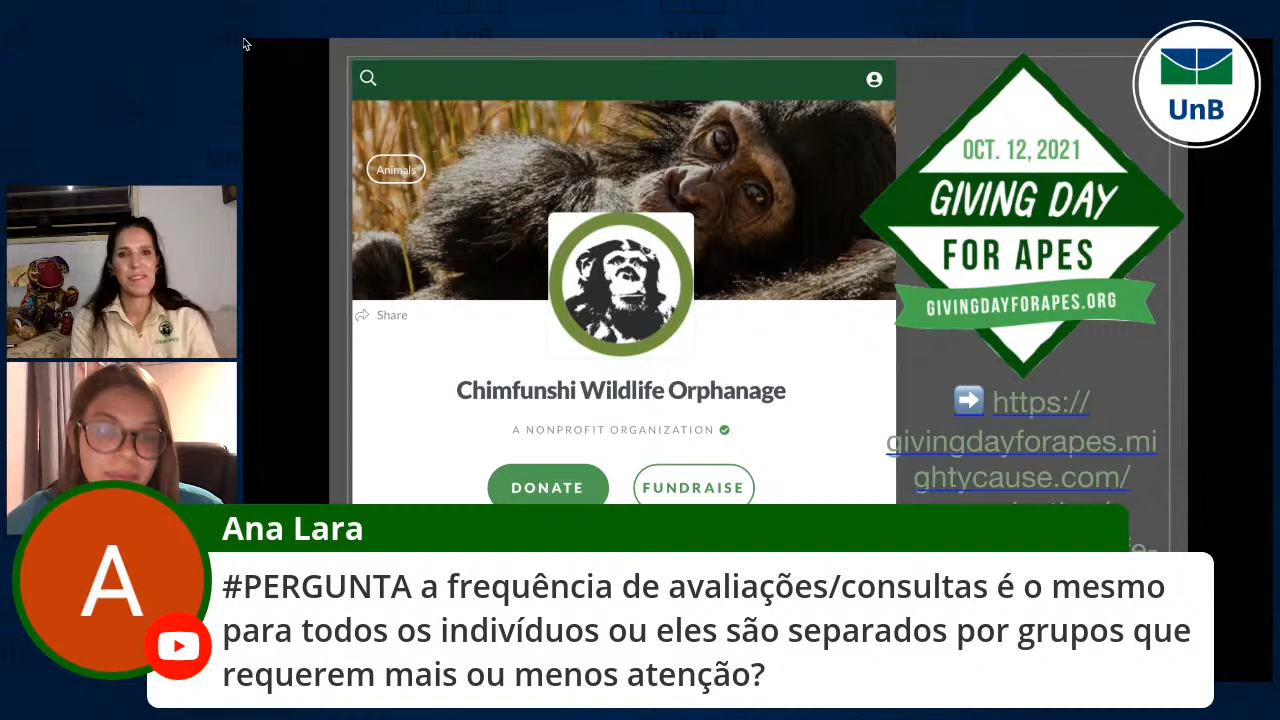 UnB
Animals
OCT. 12, 2021
GIVING DAY
FOR APES
GIVINGDAYFORAPES.ORG
Share
Chimfunshi Wildlife Orphanage
A NONPROFIT ORGANIZATION
DONATE
FUNDRAISE
https://
givingdayforapes.mi
ghtycause.com/
Ana Lara
A
#PERGUNTA a frequência de avaliações/consultas é o mesmo
para todos os indivíduos ou eles são separados por grupos que
requerem mais ou menos atenção?